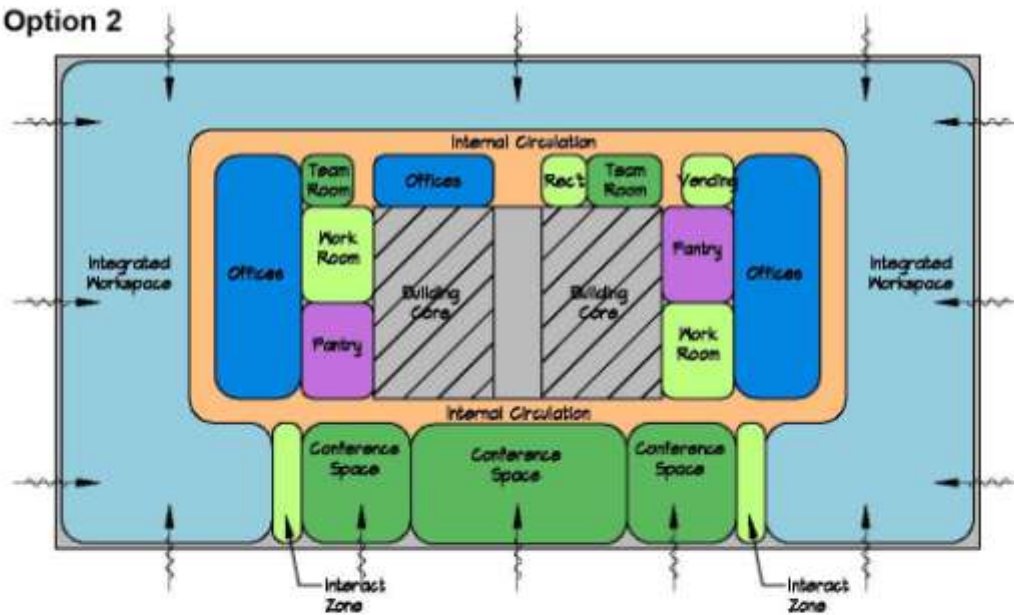 Option 2
Internal Circulation
Team
Room
Offices
Rec't
Team
Room
Vending
Work
Room
Pantry
Integrated
Workspace
Offices
Building
Core
Building
Core
Offices
Integrated
Workspace
Pantry
Work
Room
Internal Circulation
Conference
Space
Conference
Space
Conference
Space
Interact
Zone
Interact
Zone